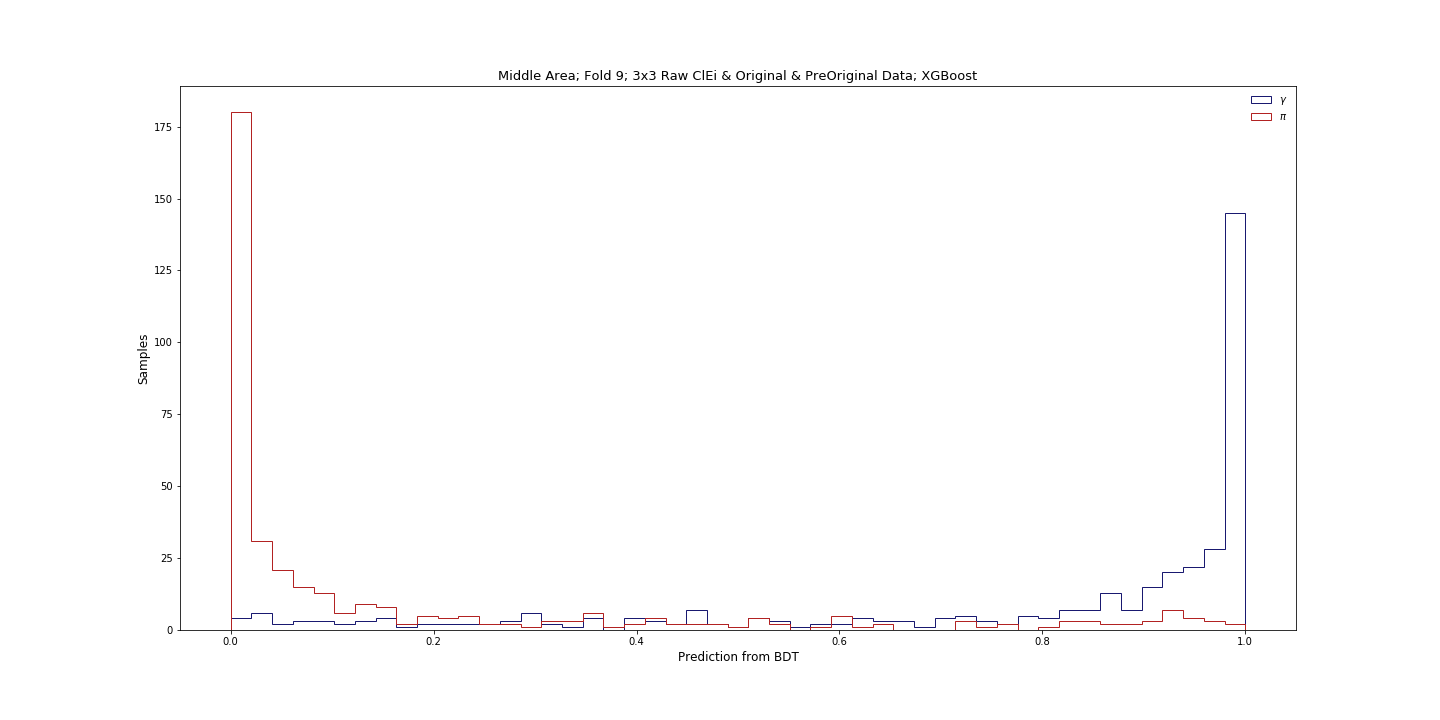 Middle Area; Fold 9; 3x3 Raw ClEi & Original & PreOriginal Data; XGBoost
γ
π
175
150
125
100
75
50
25
0
Samples
0.0 0.2 0.4 0.6 0.8 1.0
Prediction from BDT